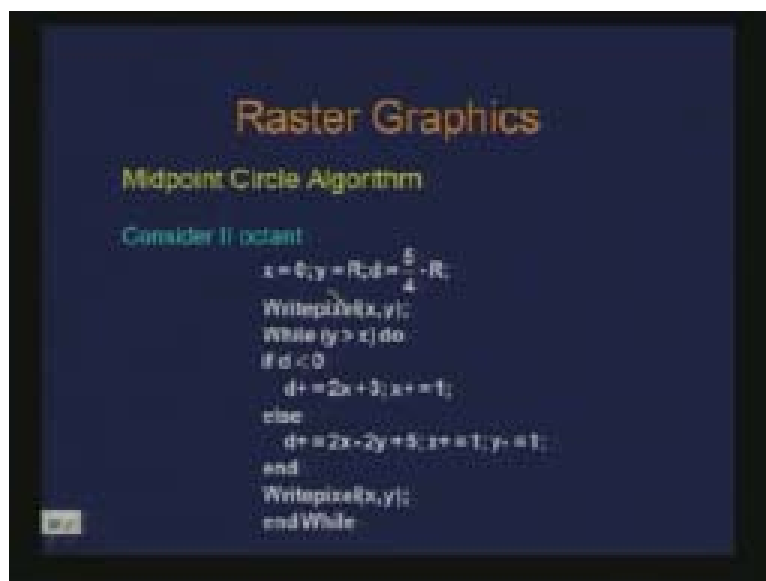 Raster Graphics
Midpoint Circle Algorithm
Consider II octant
x = 0; y = R; d = 5/4 - R;
Writepixel(x, y);
While (y > x) do
if d < 0
d+ = 2x + 3; x+ = 1;
else
d+ = 2x - 2y + 5; x+ = 1; y- = 1;
end
Writepixel(x, y);
end While